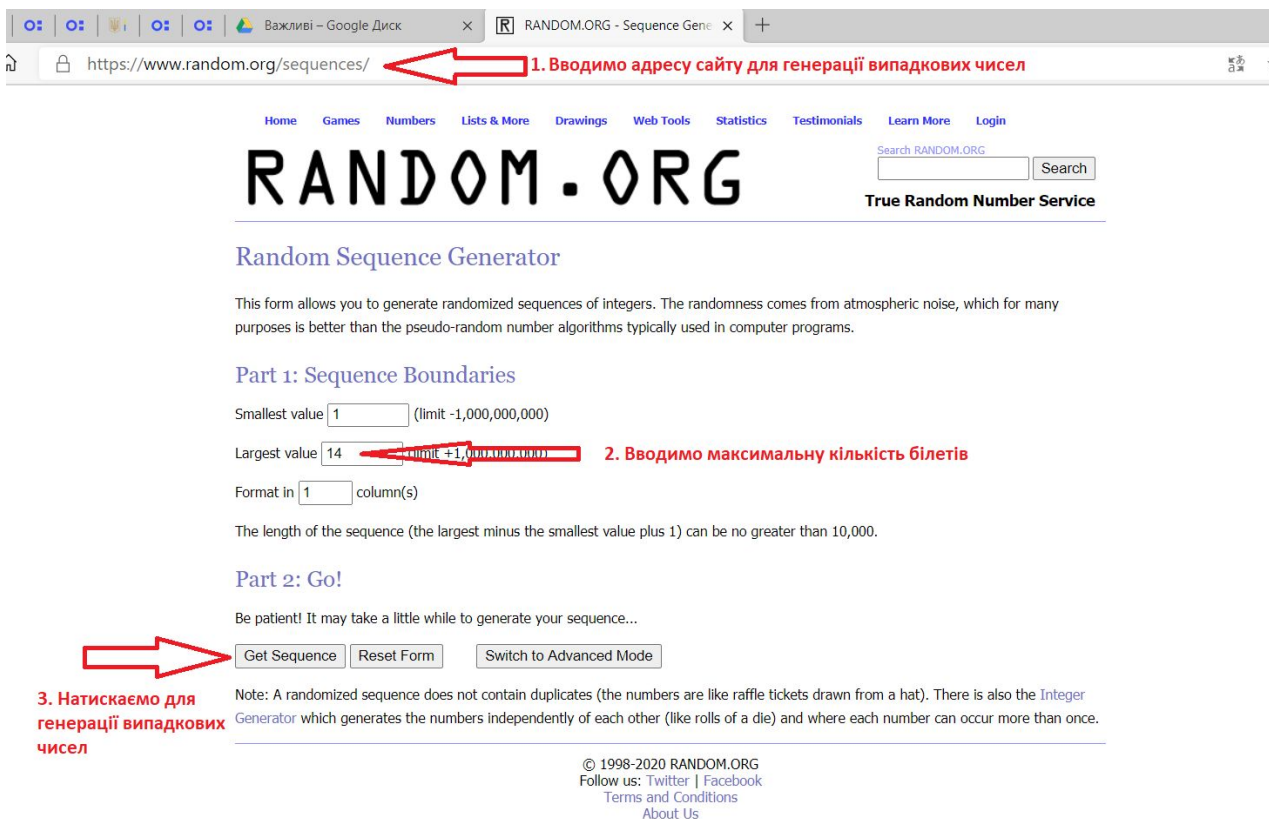 Важливі – Google Диск
RANDOM.ORG - Sequence Gene
https://www.random.org/sequences/
1. Вводимо адресу сайту для генерації випадкових чисел
Home Games Numbers Lists & More Drawings Web Tools Statistics Testimonials Learn More Login
RANDOM.ORG
Search RANDOM.ORG
Search
True Random Number Service
Random Sequence Generator
This form allows you to generate randomized sequences of integers. The randomness comes from atmospheric noise, which for many
purposes is better than the pseudo-random number algorithms typically used in computer programs.
Part 1: Sequence Boundaries
Smallest value 1 (limit -1,000,000,000)
Largest value 14 (limit +1,000,000,000)
2. Вводимо максимальну кількість білетів
Format in 1 column(s)
The length of the sequence (the largest minus the smallest value plus 1) can be no greater than 10,000.
Part 2: Go!
Be patient! It may take a little while to generate your sequence...
Get Sequence Reset Form Switch to Advanced Mode
3. Натискаємо для
генерації випадкових
чисел
Note: A randomized sequence does not contain duplicates (the numbers are like raffle tickets drawn from a hat). There is also the Integer
Generator which generates the numbers independently of each other (like rolls of a die) and where each number can occur more than once.
© 1998-2020 RANDOM.ORG
Follow us: Twitter | Facebook
Terms and Conditions
About Us